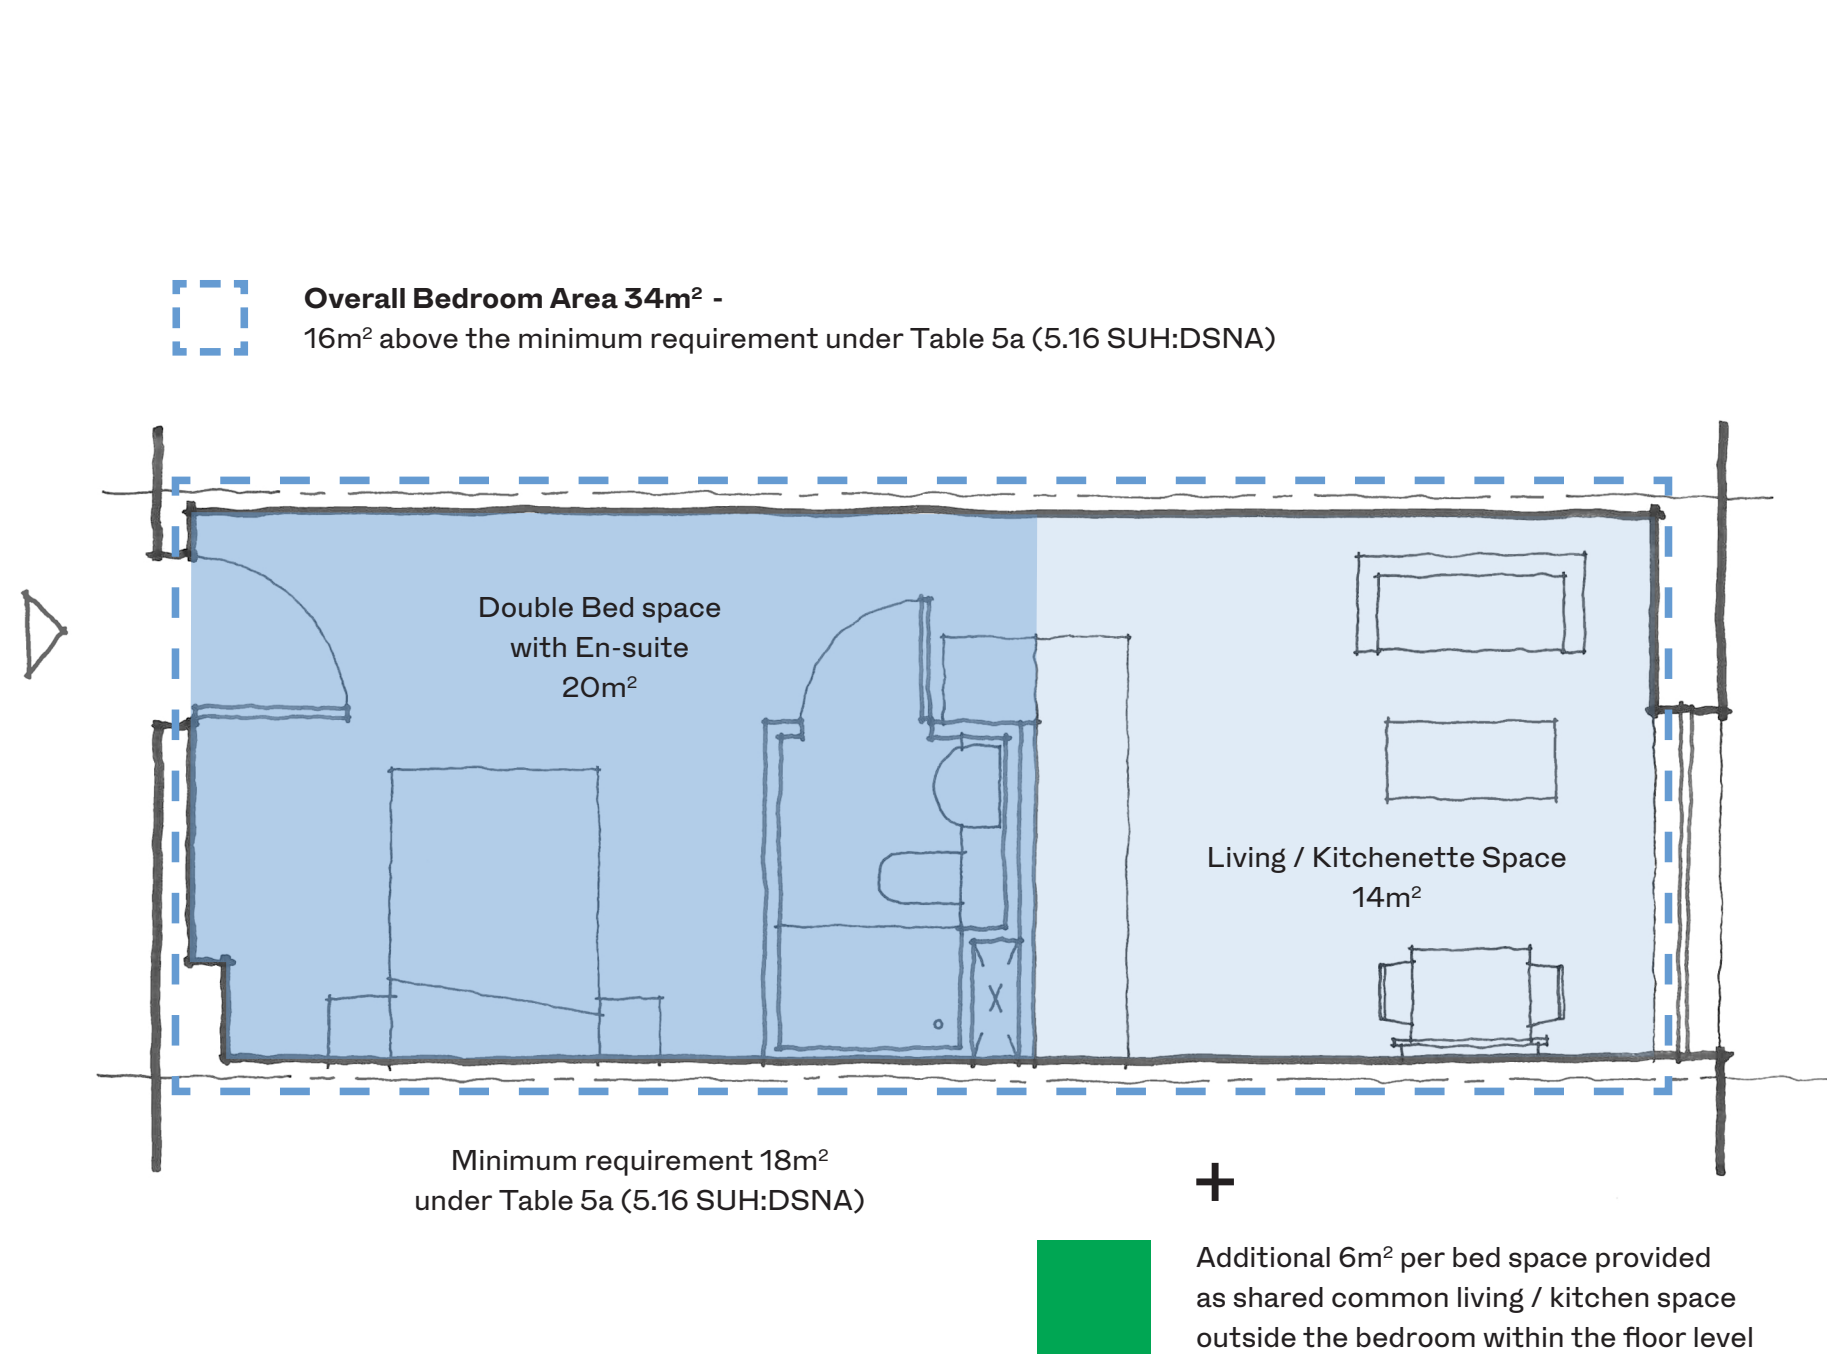 Overall Bedroom Area 34m² -
16m² above the minimum requirement under Table 5a (5.16 SUH:DSNA)
Double Bed space
with En-suite
20m²
Living / Kitchenette Space
14m²
Minimum requirement 18m²
under Table 5a (5.16 SUH:DSNA)
+
Additional 6m² per bed space provided
as shared common living / kitchen space
outside the bedroom within the floor level